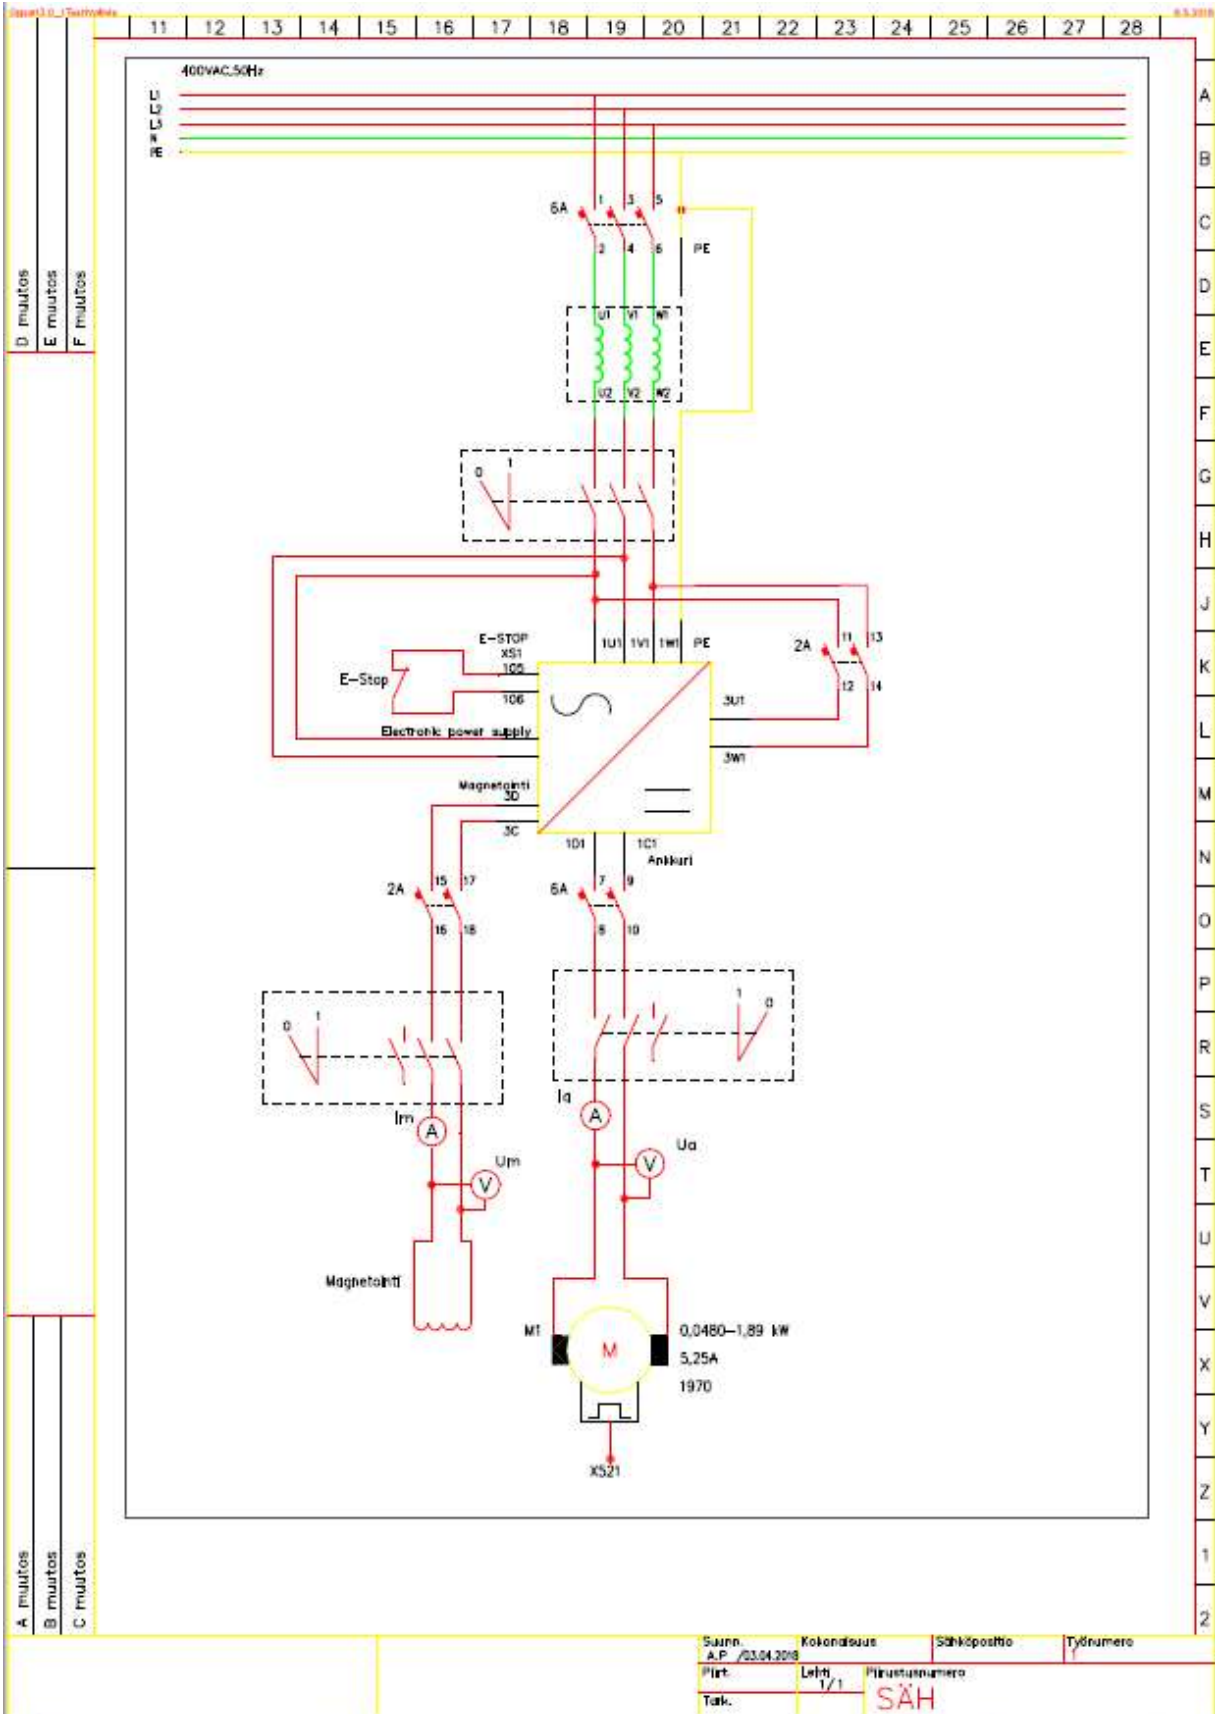 6.5.2018
11 12 13 14 15 16 17 18 19 20 21 22 23 24 25 26 27 28
400VAC,50Hz
L1
L2
L3
N
PE
A
B
C
D
E
F
G
H
J
K
L
M
N
O
P
R
S
T
U
V
X
Y
Z
1
2
D muutos
E muutos
F muutos
A muutos
B muutos
C muutos
6A
1 3 5
2 4 6 PE
U1 V1 W1
U2 V2 W2
0 1
E-STOP
XS1
105
106
E-Stop
1U1 1V1 1W1 PE
2A
11 13
12 14
3U1
3W1
Electronic power supply
Magnetointi
3D
3C
1D1 1C1
Ankkuri
2A
15 17
16 18
6A
7 9
8 10
0 1
1 0
Im
A
Um
V
Ia
A
Ua
V
Magnetointi
M1
M
0,0480-1,89 kW
5,25A
1970
X521
Suunn. Kokonaisuus Sähköpositio Työnumero
A.P /03.04.2018 1
Piirt. Lehti Piirustusnumero
1/1
SÄH
Tark.